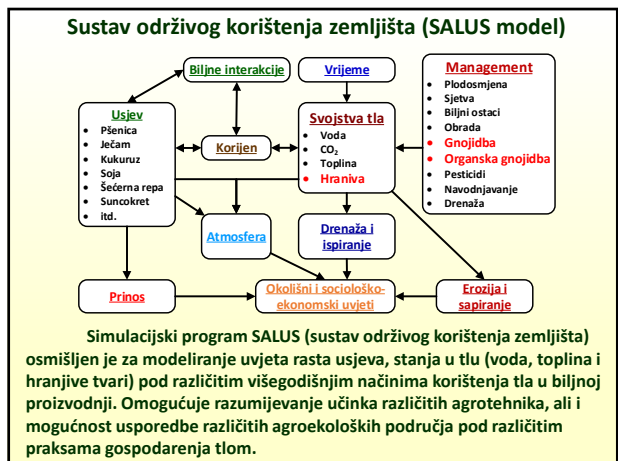 Sustav održivog korištenja zemljišta (SALUS model)
Biljne interakcije
Vrijeme
Management
• Plodosmjena
• Sjetva
• Biljni ostaci
• Obrada
• Gnojidba
• Organska gnojidba
• Pesticidi
• Navodnjavanje
• Drenaža
Usjev
• Pšenica
• Ječam
• Kukuruz
• Soja
• Šećerna repa
• Suncokret
• itd.
Korijen
Svojstva tla
• Voda
• CO₂
• Toplina
• Hraniva
Atmosfera
Drenaža i
ispiranje
Prinos
Okolišni i sociološko-
ekonomski uvjeti
Erozija i
sapiranje
Simulacijski program SALUS (sustav održivog korištenja zemljišta)
osmišljen je za modeliranje uvjeta rasta usjeva, stanja u tlu (voda, toplina i
hranjive tvari) pod različitim višegodišnjim načinima korištenja tla u biljnoj
proizvodnji. Omogućuje razumijevanje učinka različitih agrotehnika, ali i
mogućnost usporedbe različitih agroekoloških područja pod različitim
praksama gospodarenja tlom.